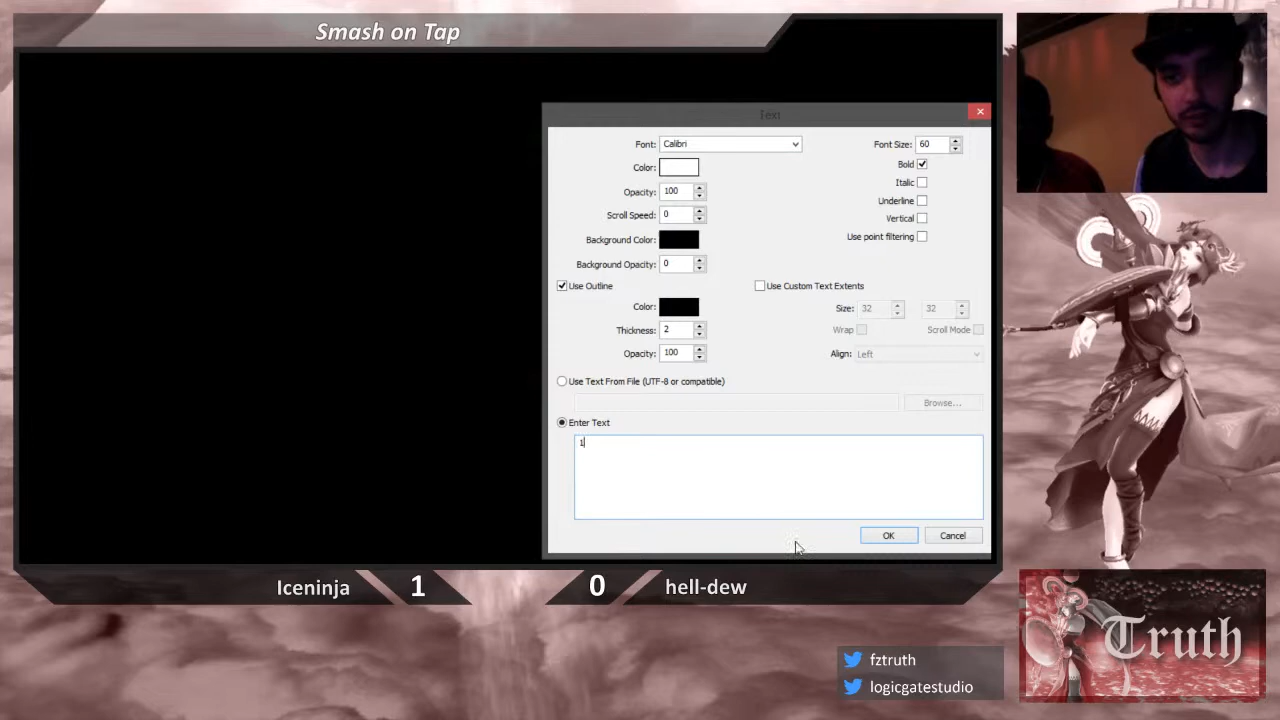 Smash on Tap
Text
Font: Calibri
Font Size: 60
Color:
Bold
Opacity: 100
Italic
Scroll Speed: 0
Underline
Vertical
Background Color:
Use point filtering
Background Opacity: 0
Use Outline
Use Custom Text Extents
Color:
Size: 32 32
Thickness: 2
Wrap
Scroll Mode
Opacity: 100
Align: Left
Use Text From File (UTF-8 or compatible)
Browse...
Enter Text
1
OK
Cancel
Iceninja 1 0 hell-dew
fztruth
logicgatestudio
Truth